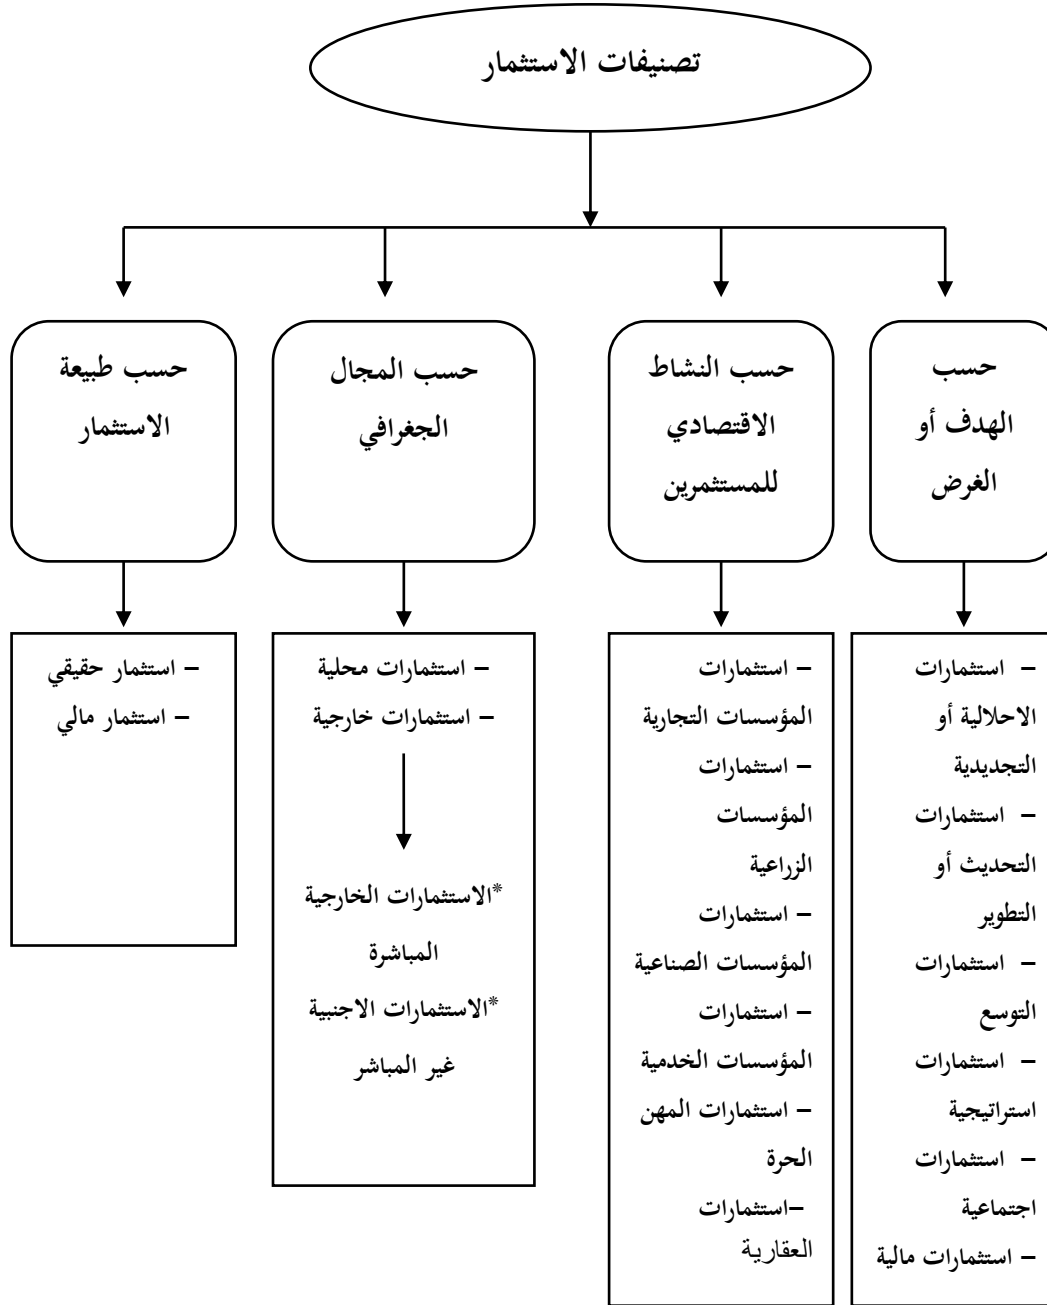 تصنيفات الاستثمار
حسب
الهدف أو
الغرض
حسب النشاط
الاقتصادي
للمستثمرين
حسب المجال
الجغرافي
حسب طبيعة
الاستثمار
– استثمارات
الاحلالية أو
التجديدية
– استثمارات
التحديث أو
التطوير
– استثمارات
التوسع
– استثمارات
استراتيجية
– استثمارات
اجتماعية
– استثمارات مالية
– استثمارات
المؤسسات التجارية
– استثمارات
المؤسسات
الزراعية
– استثمارات
المؤسسات الصناعية
– استثمارات
المؤسسات الخدمية
– استثمارات المهن
الحرة
–استثمارات
العقارية
– استثمارات محلية
– استثمارات خارجية
*الاستثمارات الخارجية
المباشرة
*الاستثمارات الاجنبية
غير المباشر
– استثمار حقيقي
– استثمار مالي